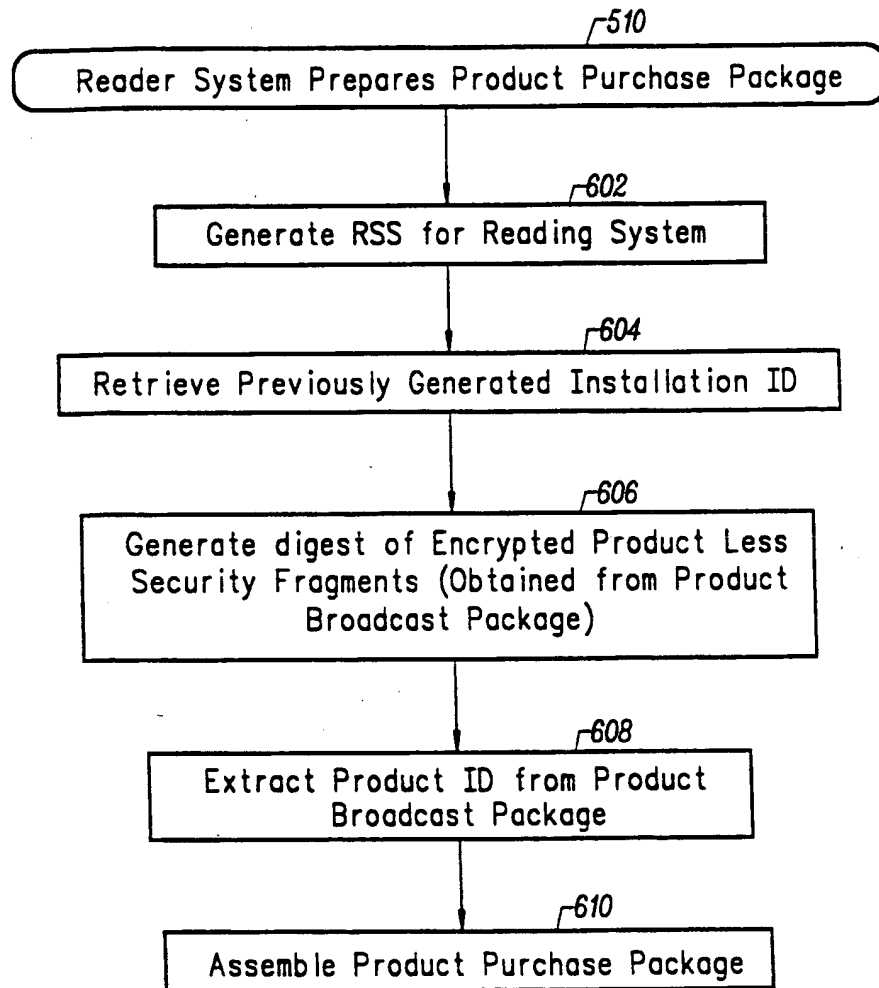 510
Reader System Prepares Product Purchase Package
602
Generate RSS for Reading System
604
Retrieve Previously Generated Installation ID
606
Generate digest of Encrypted Product Less
Security Fragments (Obtained from Product
Broadcast Package)
608
Extract Product ID from Product
Broadcast Package
610
Assemble Product Purchase Package